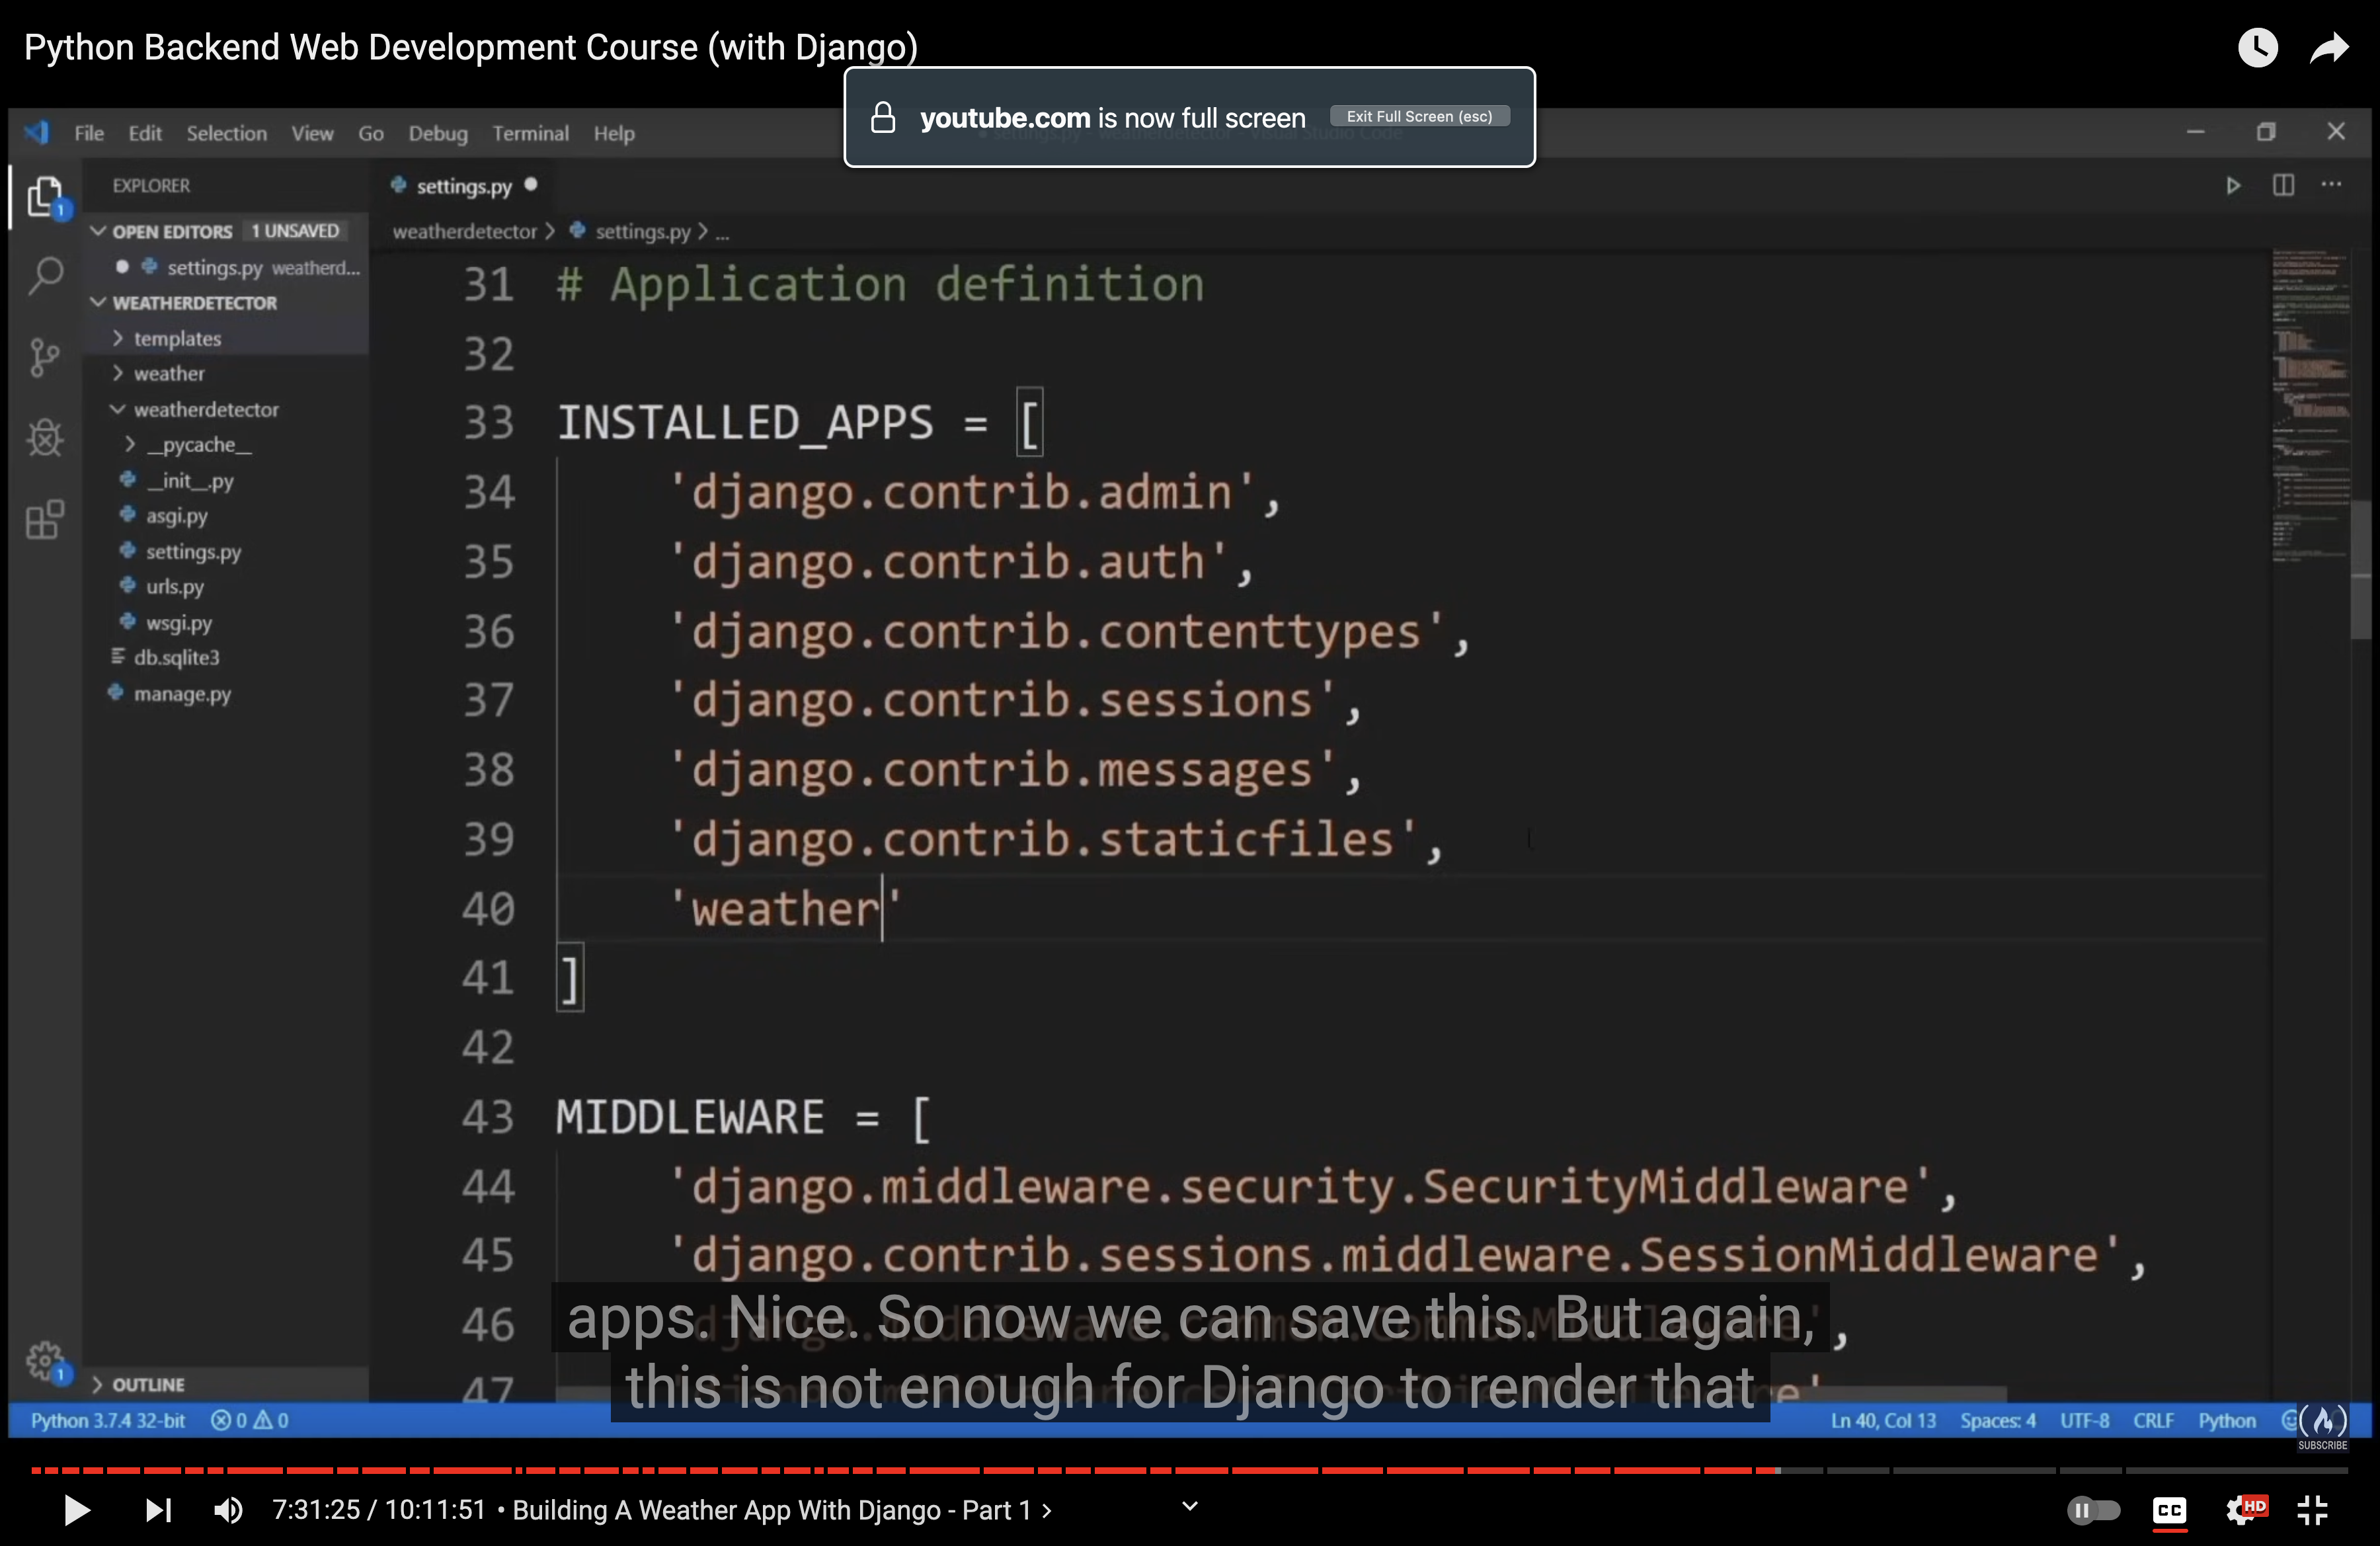 Python Backend Web Development Course (with Django)
youtube.com is now full screen Exit Full Screen (esc)
File Edit Selection View Go Debug Terminal Help
EXPLORER
OPEN EDITORS 1 UNSAVED
settings.py weatherd...
WEATHERDETECTOR
templates
weather
weatherdetector
__pycache__
__init__.py
asgi.py
settings.py
urls.py
wsgi.py
db.sqlite3
manage.py
OUTLINE
1
1
settings.py
weatherdetector > settings.py > ...
31 # Application definition
32
33 INSTALLED_APPS = [
34 'django.contrib.admin',
35 'django.contrib.auth',
36 'django.contrib.contenttypes',
37 'django.contrib.sessions',
38 'django.contrib.messages',
39 'django.contrib.staticfiles',
40 'weather'
41 ]
42
43 MIDDLEWARE = [
44 'django.middleware.security.SecurityMiddleware',
45 'django.contrib.sessions.middleware.SessionMiddleware',
46
47
apps. Nice. So now we can save this. But again,
this is not enough for Django to render that
Python 3.7.4 32-bit 0 0 Ln 40, Col 13 Spaces: 4 UTF-8 CRLF Python
SUBSCRIBE
7:31:25 / 10:11:51 • Building A Weather App With Django - Part 1 >
CC HD